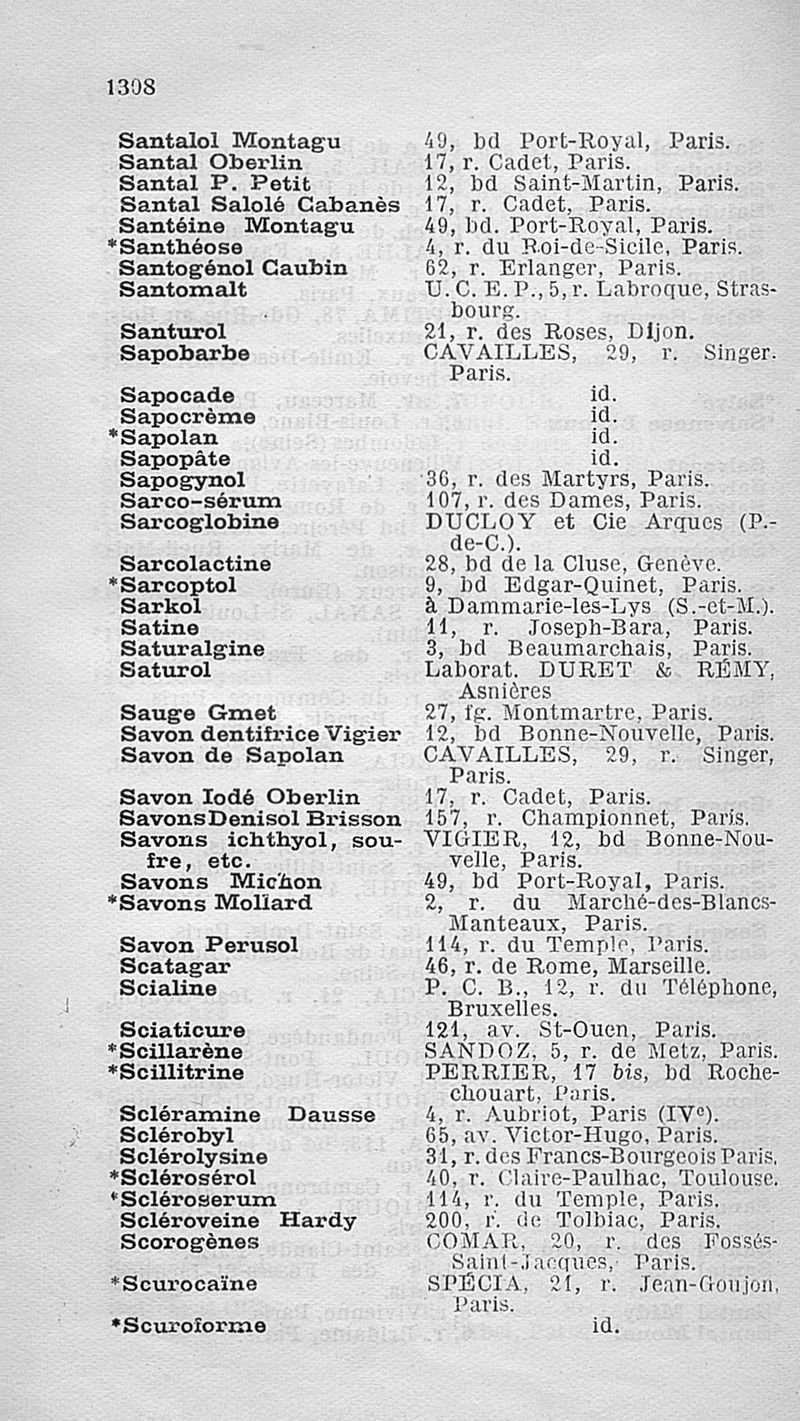 1308
Santalol Montagu 49, bd Port-Royal, Paris.
Santal Oberlin 17, r. Cadet, Paris.
Santal P. Petit 12, bd Saint-Martin, Paris.
Santal Salolé Cabanès 17, r. Cadet, Paris.
Santéine Montagu 49, bd. Port-Royal, Paris.
*Santhéose 4, r. du Roi-de-Sicile, Paris.
Santogénol Caubin 62, r. Erlanger, Paris.
Santomalt U. C. E. P., 5, r. Labroque, Stras-
bourg.
Santurol 21, r. des Roses, Dijon.
Sapobarbe CAVAILLES, 29, r. Singer.
Paris.
Sapocade id.
Sapocrème id.
*Sapolan id.
Sapopâte id.
Sapogynol 36, r. des Martyrs, Paris.
Sarco-sérum 107, r. des Dames, Paris.
Sarcoglobine DUCLOY et Cie Arques (P.-
de-C.).
Sarcolactine 28, bd de la Cluse, Genève.
*Sarcoptol 9, bd Edgar-Quinet, Paris.
Sarkol à Dammarie-les-Lys (S.-et-M.).
Satine 11, r. Joseph-Bara, Paris.
Saturalgine 3, bd Beaumarchais, Paris.
Saturol Laborat. DURET & RÉMY,
Asnières
Sauge Gmet 27, fg. Montmartre, Paris.
Savon dentifrice Vigier 12, bd Bonne-Nouvelle, Paris.
Savon de Sapolan CAVAILLES, 29, r. Singer,
Paris.
Savon Iodé Oberlin 17, r. Cadet, Paris.
Savons Denisol Brisson 157, r. Championnet, Paris.
Savons ichthyol, sou- VIGIER, 12, bd Bonne-Nou-
fre, etc. velle, Paris.
Savons Michon 49, bd Port-Royal, Paris.
*Savons Mollard 2, r. du Marché-des-Blancs-
Manteaux, Paris.
Savon Perusol 114, r. du Temple, Paris.
Scatagar 46, r. de Rome, Marseille.
Scialine P. C. B., 12, r. du Téléphone,
Bruxelles.
Sciaticure 121, av. St-Ouen, Paris.
*Scillarène SANDOZ, 5, r. de Metz, Paris.
*Scillitrine PERRIER, 17 bis, bd Roche-
chouart, Paris.
Scléramine Dausse 4, r. Aubriot, Paris (IVe).
Sclérobyl 65, av. Victor-Hugo, Paris.
Sclérolysine 31, r. des Francs-Bourgeois Paris.
*Sclérosérol 40, r. Claire-Paulhac, Toulouse.
*Scléroserum 114, r. du Temple, Paris.
Scléroveine Hardy 200, r. de Tolbiac, Paris.
Scorogènes COMAR, 20, r. des Fossés-
Saint-Jacques, Paris.
*Scurocaïne SPÉCIA, 21, r. Jean-Goujon,
Paris.
*Scuroforme id.